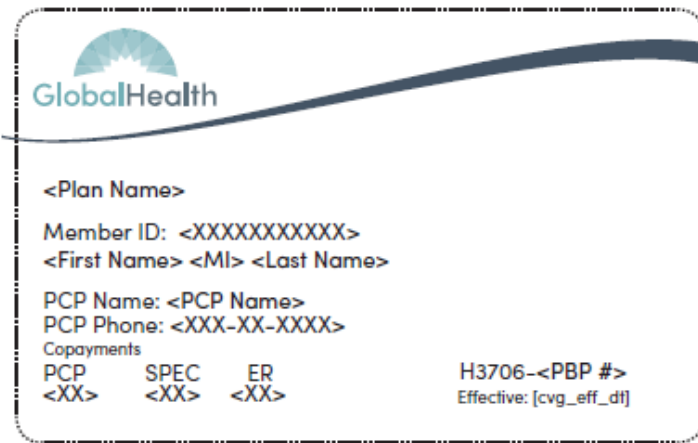 GlobalHealth
<Plan Name>
Member ID: <XXXXXXXXXXX>
<First Name> <MI> <Last Name>
PCP Name: <PCP Name>
PCP Phone: <XXX-XX-XXXX>
Copayments
PCP SPEC ER
<XX> <XX> <XX>
H3706-<PBP #>
Effective: [cvg_eff_dt]